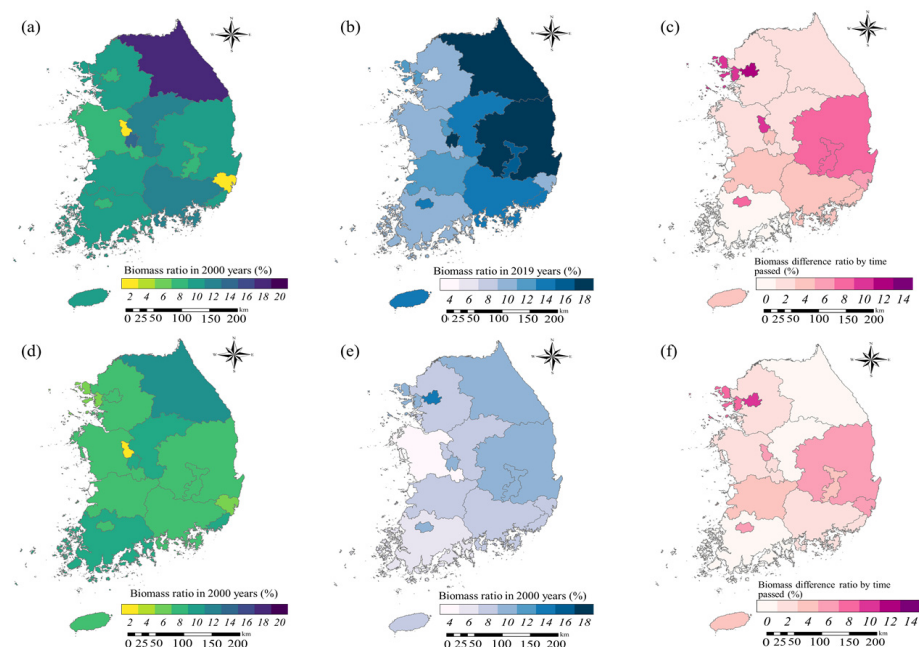 (a)
(b)
(c)
Biomass ratio in 2000 years (%)
2 4 6 8 10 12 14 16 18 20
0 25 50 100 150 200 km
Biomass ratio in 2019 years (%)
4 6 8 10 12 14 16 18
0 25 50 100 150 200 km
Biomass difference ratio by time
passed (%)
0 2 4 6 8 10 12 14
0 25 50 100 150 200 km
(d)
(e)
(f)
Biomass ratio in 2000 years (%)
2 4 6 8 10 12 14 16 18 20
0 25 50 100 150 200 km
Biomass ratio in 2000 years (%)
4 6 8 10 12 14 16 18
0 25 50 100 150 200 km
Biomass difference ratio by time
passed (%)
0 2 4 6 8 10 12 14
0 25 50 100 150 200 km